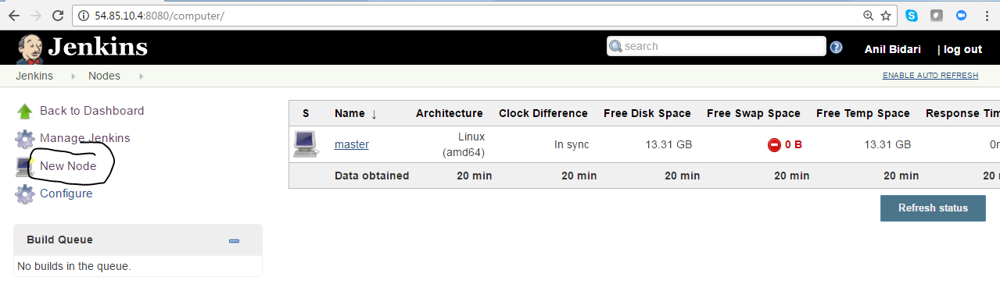 54.85.10.4:8080/computer/
Jenkins
search
Anil Bidari
| log out
Jenkins
Nodes
ENABLE AUTO REFRESH
Back to Dashboard
Manage Jenkins
New Node
Configure
S Name ↓ Architecture Clock Difference Free Disk Space Free Swap Space Free Temp Space Response Tim
master Linux (amd64) In sync 13.31 GB 0 B 13.31 GB 0m
Data obtained 20 min 20 min 20 min 20 min 20 min 20
Refresh status
Build Queue
No builds in the queue.